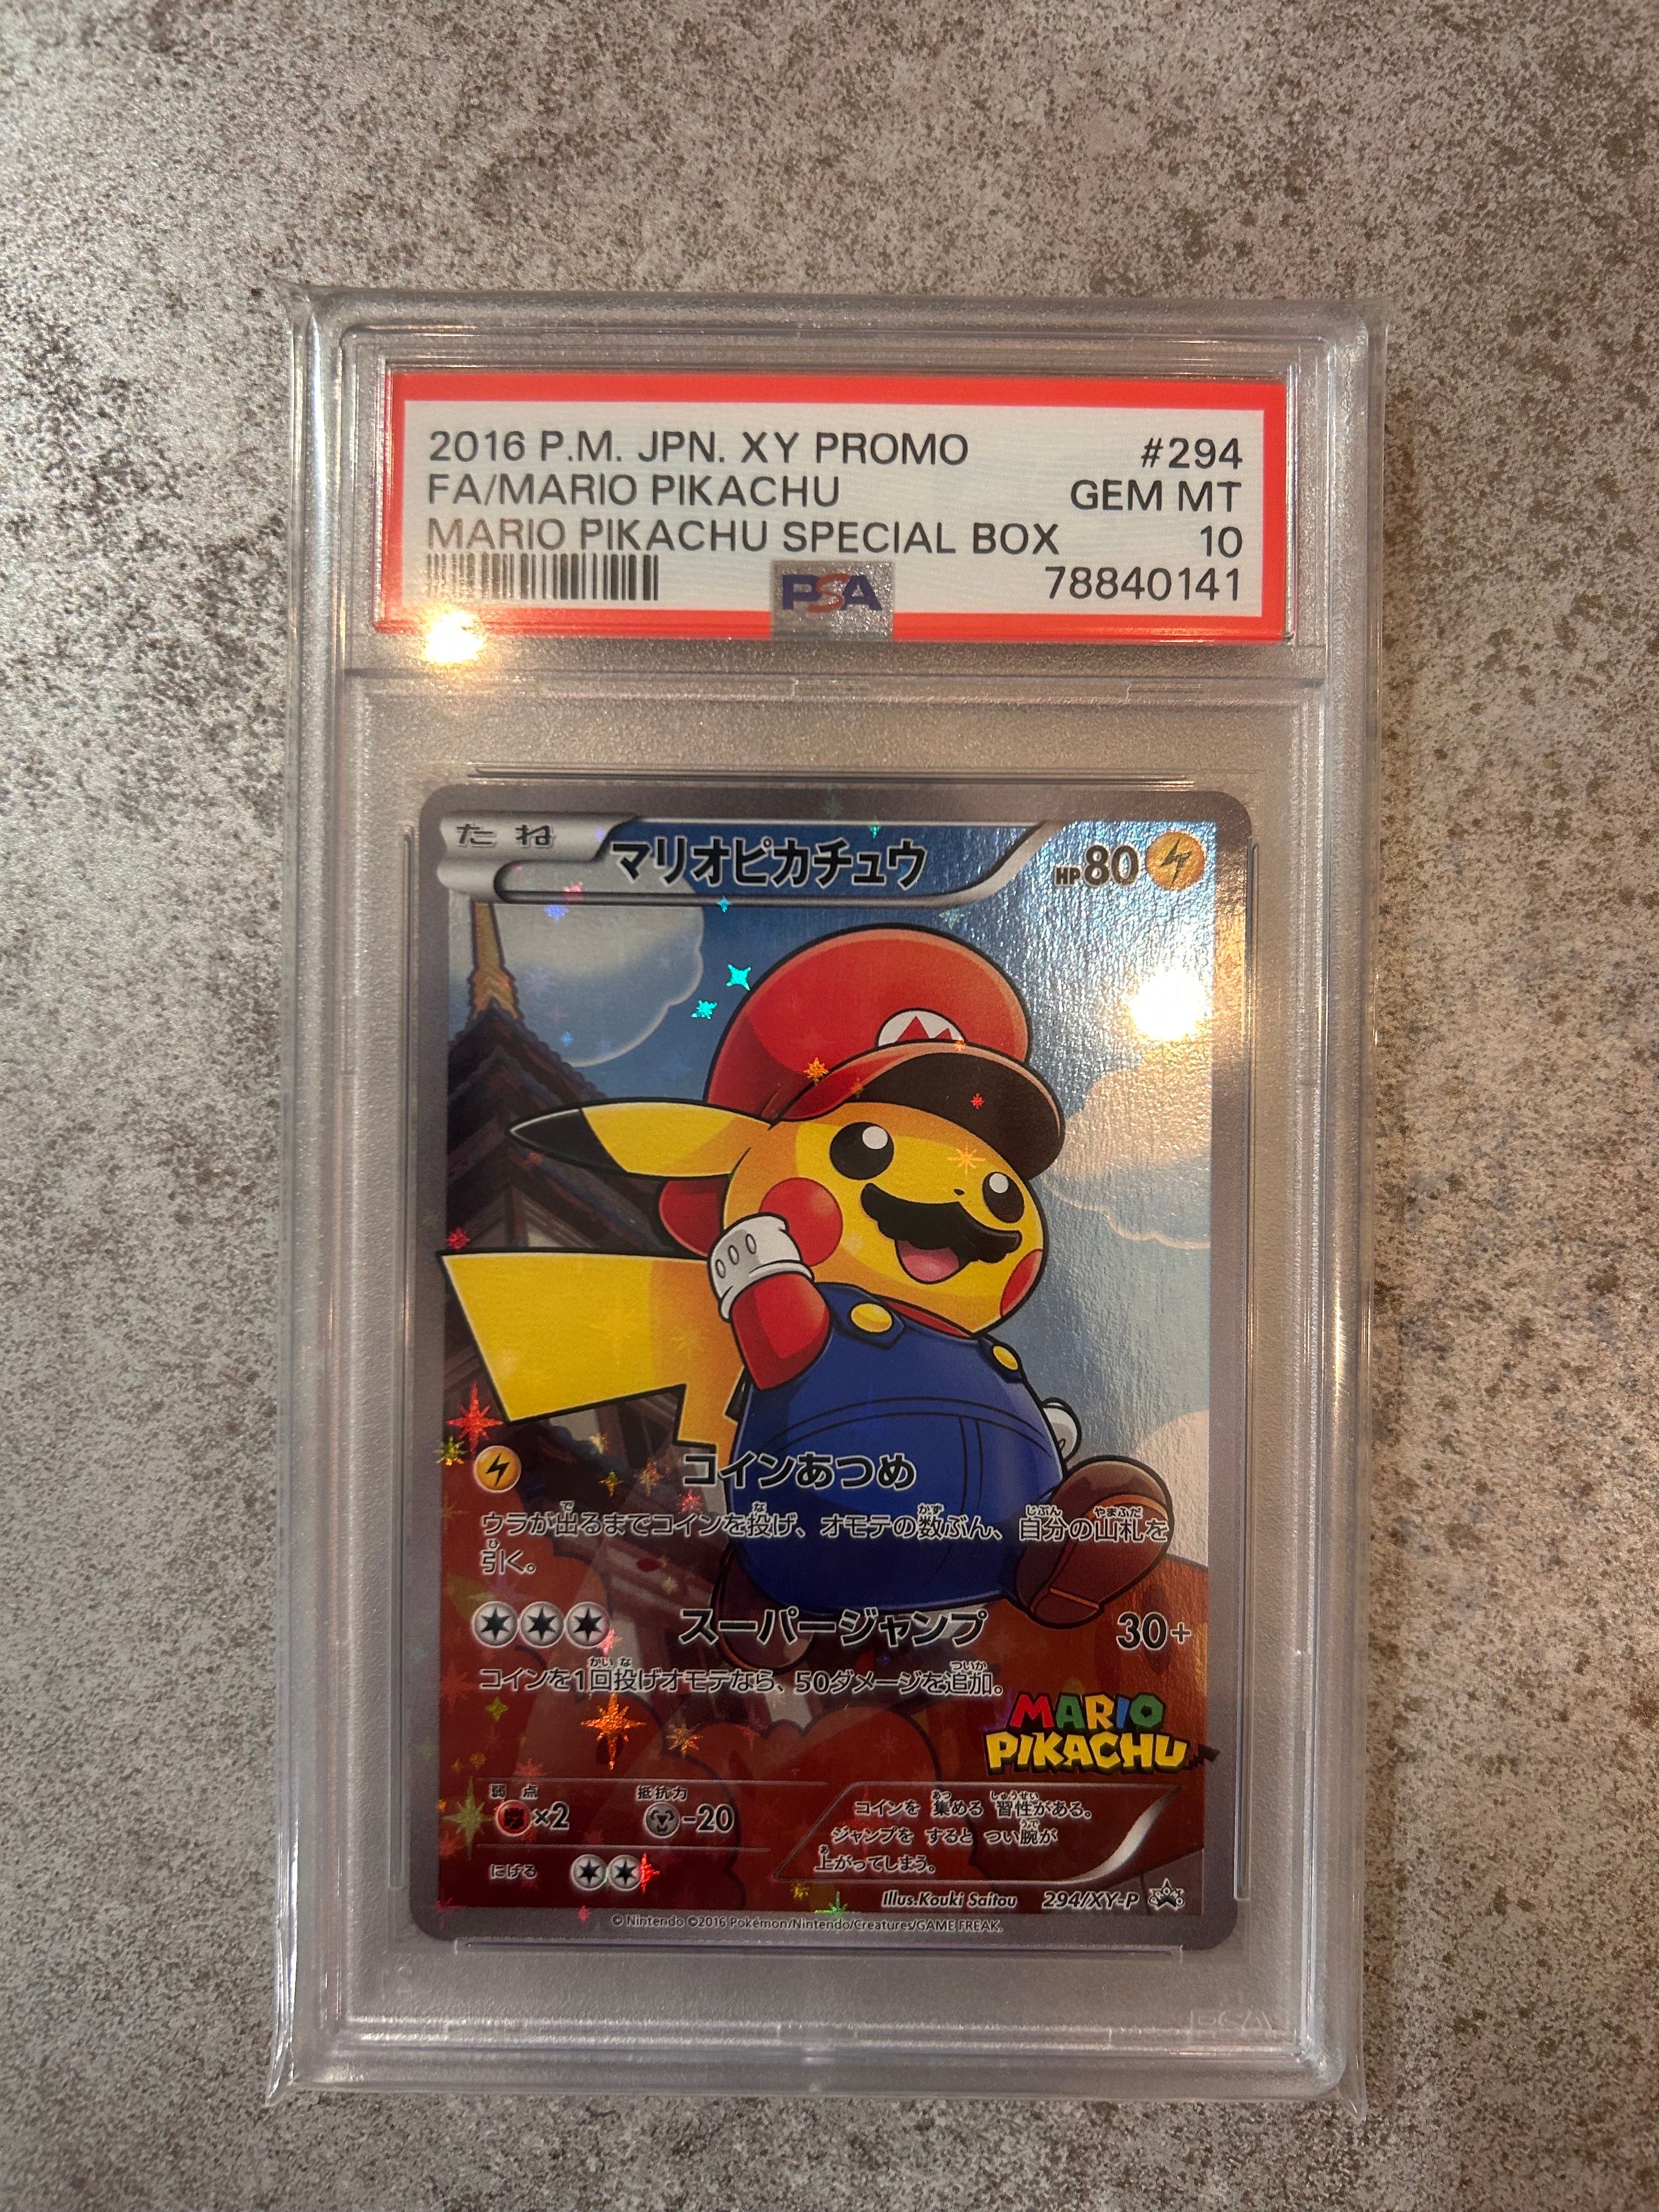 2016 P.M. JPN. XY PROMO #294
FA/MARIO PIKACHU GEM MT
MARIO PIKACHU SPECIAL BOX 10
78840141
PSA
たね マリオピカチュウ HP80
M
コインあつめ
ウラが出るまでコインを投げ、オモテの数ぶん、自分の山札を
引く。
スーパージャンプ 30+
コインを1回投げオモテなら、50ダメージを追加。
MARIO
PIKACHU
弱点 抵抗力
×2 -20
にげる
コインを 集める 習性がある。
ジャンプを すると つい腕が
上がってしまう。
Illus.Kouki Saitou 294/XY-P PROMO
© Nintendo ©2016 Pokémon/Nintendo/Creatures/GAME FREAK.
PSA